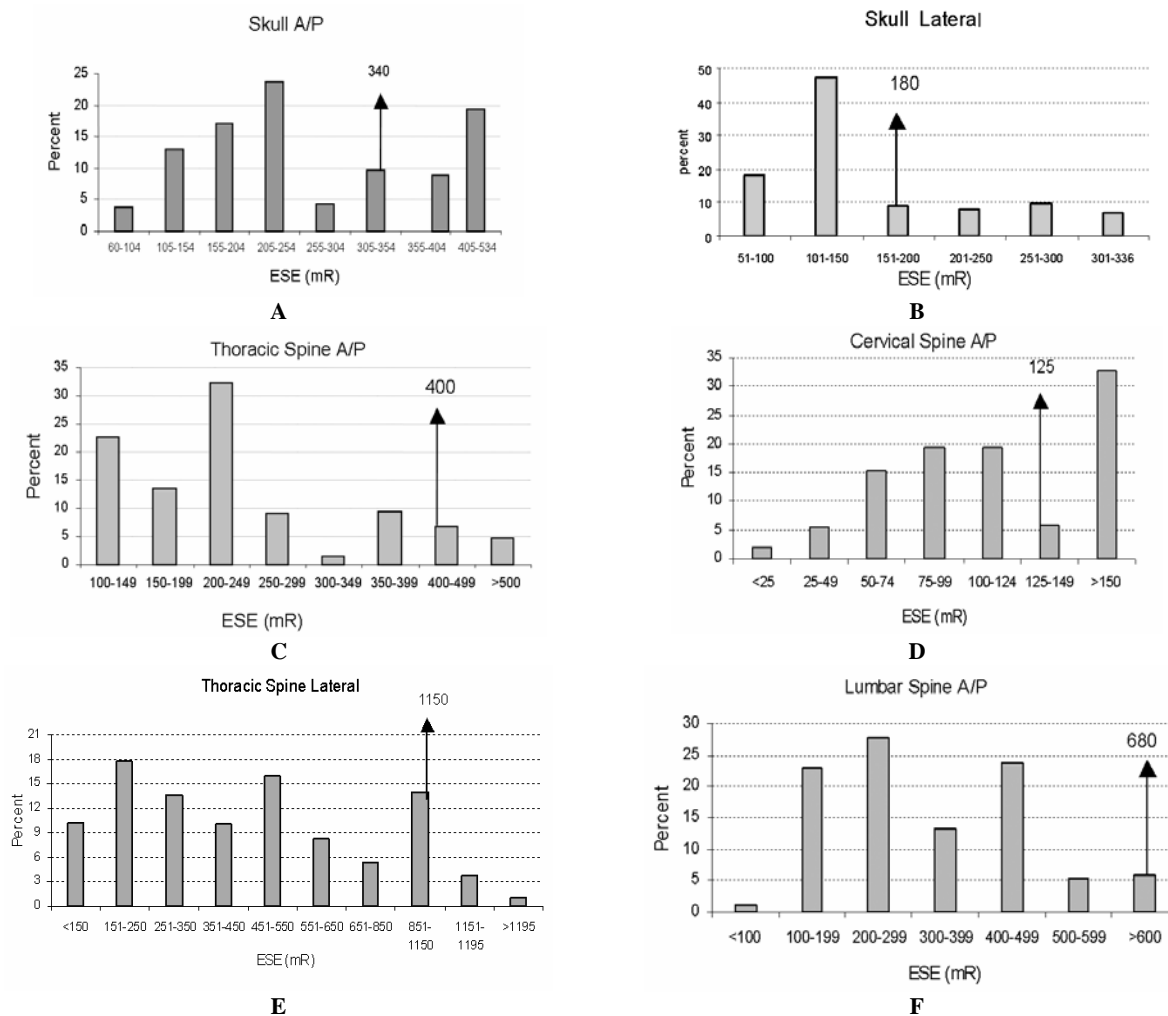 Skull A/P
340
25
20
15
10
5
0
Percent
60-104 105-154 155-204 205-254 255-304 305-354 355-404 405-534
ESE (mR)
A
Skull Lateral
180
50
40
30
20
10
0
percent
51-100 101-150 151-200 201-250 251-300 301-336
ESE (mR)
B
Thoracic Spine A/P
400
35
30
25
20
15
10
5
0
Percent
100-149 150-199 200-249 250-299 300-349 350-399 400-499 >500
ESE (mR)
C
Cervical Spine A/P
125
35
30
25
20
15
10
5
0
Percent
<25 25-49 50-74 75-99 100-124 125-149 >150
ESE (mR)
D
Thoracic Spine Lateral
1150
21
18
15
12
9
6
3
0
Percent
<150 151-250 251-350 351-450 451-550 551-650 651-850 851-1150 1151-1195 >1195
ESE (mR)
E
Lumbar Spine A/P
680
30
25
20
15
10
5
0
Percent
<100 100-199 200-299 300-399 400-499 500-599 >600
ESE (mR)
F